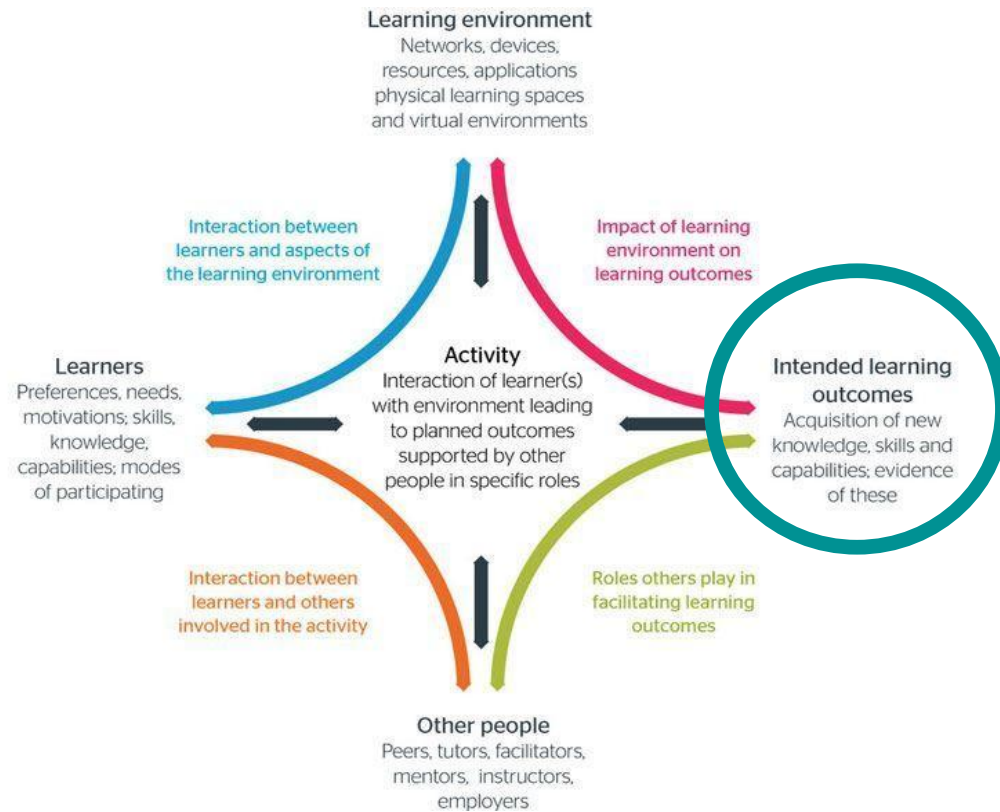 Learning environment
Networks, devices,
resources, applications
physical learning spaces
and virtual environments
Interaction between
learners and aspects of
the learning environment
Impact of learning
environment on
learning outcomes
Learners
Preferences, needs,
motivations; skills,
knowledge,
capabilities; modes
of participating
Activity
Interaction of learner(s)
with environment leading
to planned outcomes
supported by other
people in specific roles
Intended learning
outcomes
Acquisition of new
knowledge, skills and
capabilities; evidence
of these
Interaction between
learners and others
involved in the activity
Roles others play in
facilitating learning
outcomes
Other people
Peers, tutors, facilitators,
mentors, instructors,
employers